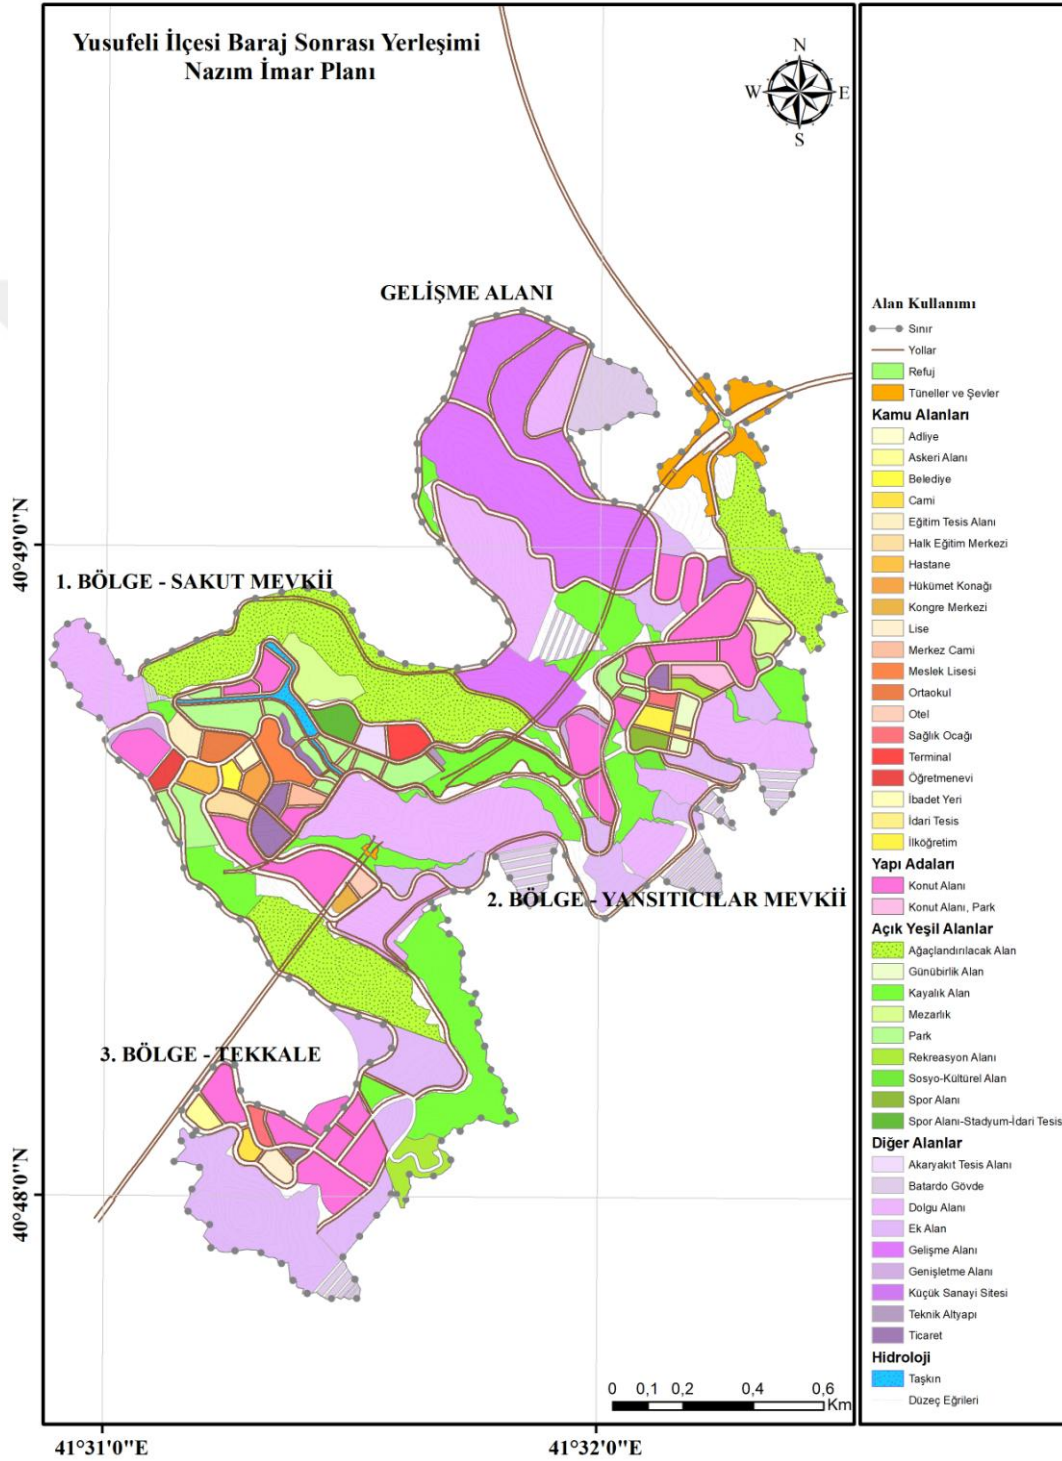 Yusufeli İlçesi Baraj Sonrası Yerleşimi
Nazım İmar Planı
N
W
E
S
GELİŞME ALANI
40°49'0"N
1. BÖLGE - SAKUT MEVKİİ
2. BÖLGE - YANSITICILAR MEVKİİ
3. BÖLGE - TEKKALE
40°48'0"N
0 0,1 0,2 0,4 0,6
Km
41°31'0"E
41°32'0"E
Alan Kullanımı
Sınır
Yollar
Refuj
Tüneller ve Şevler
Kamu Alanları
Adliye
Askeri Alanı
Belediye
Cami
Eğitim Tesis Alanı
Halk Eğitim Merkezi
Hastane
Hükümet Konağı
Kongre Merkezi
Lise
Merkez Cami
Meslek Lisesi
Ortaokul
Otel
Sağlık Ocağı
Terminal
Öğretmenevi
İbadet Yeri
İdari Tesis
İlköğretim
Yapı Adaları
Konut Alanı
Konut Alanı, Park
Açık Yeşil Alanlar
Ağaçlandırılacak Alan
Günübirlik Alan
Kayalık Alan
Mezarlık
Park
Rekreasyon Alanı
Sosyo-Kültürel Alan
Spor Alanı
Spor Alanı-Stadyum-İdari Tesis
Diğer Alanlar
Akaryakıt Tesis Alanı
Batardo Gövde
Dolgu Alanı
Ek Alan
Gelişme Alanı
Genişletme Alanı
Küçük Sanayi Sitesi
Teknik Altyapı
Ticaret
Hidroloji
Taşkın
Düzeç Eğrileri